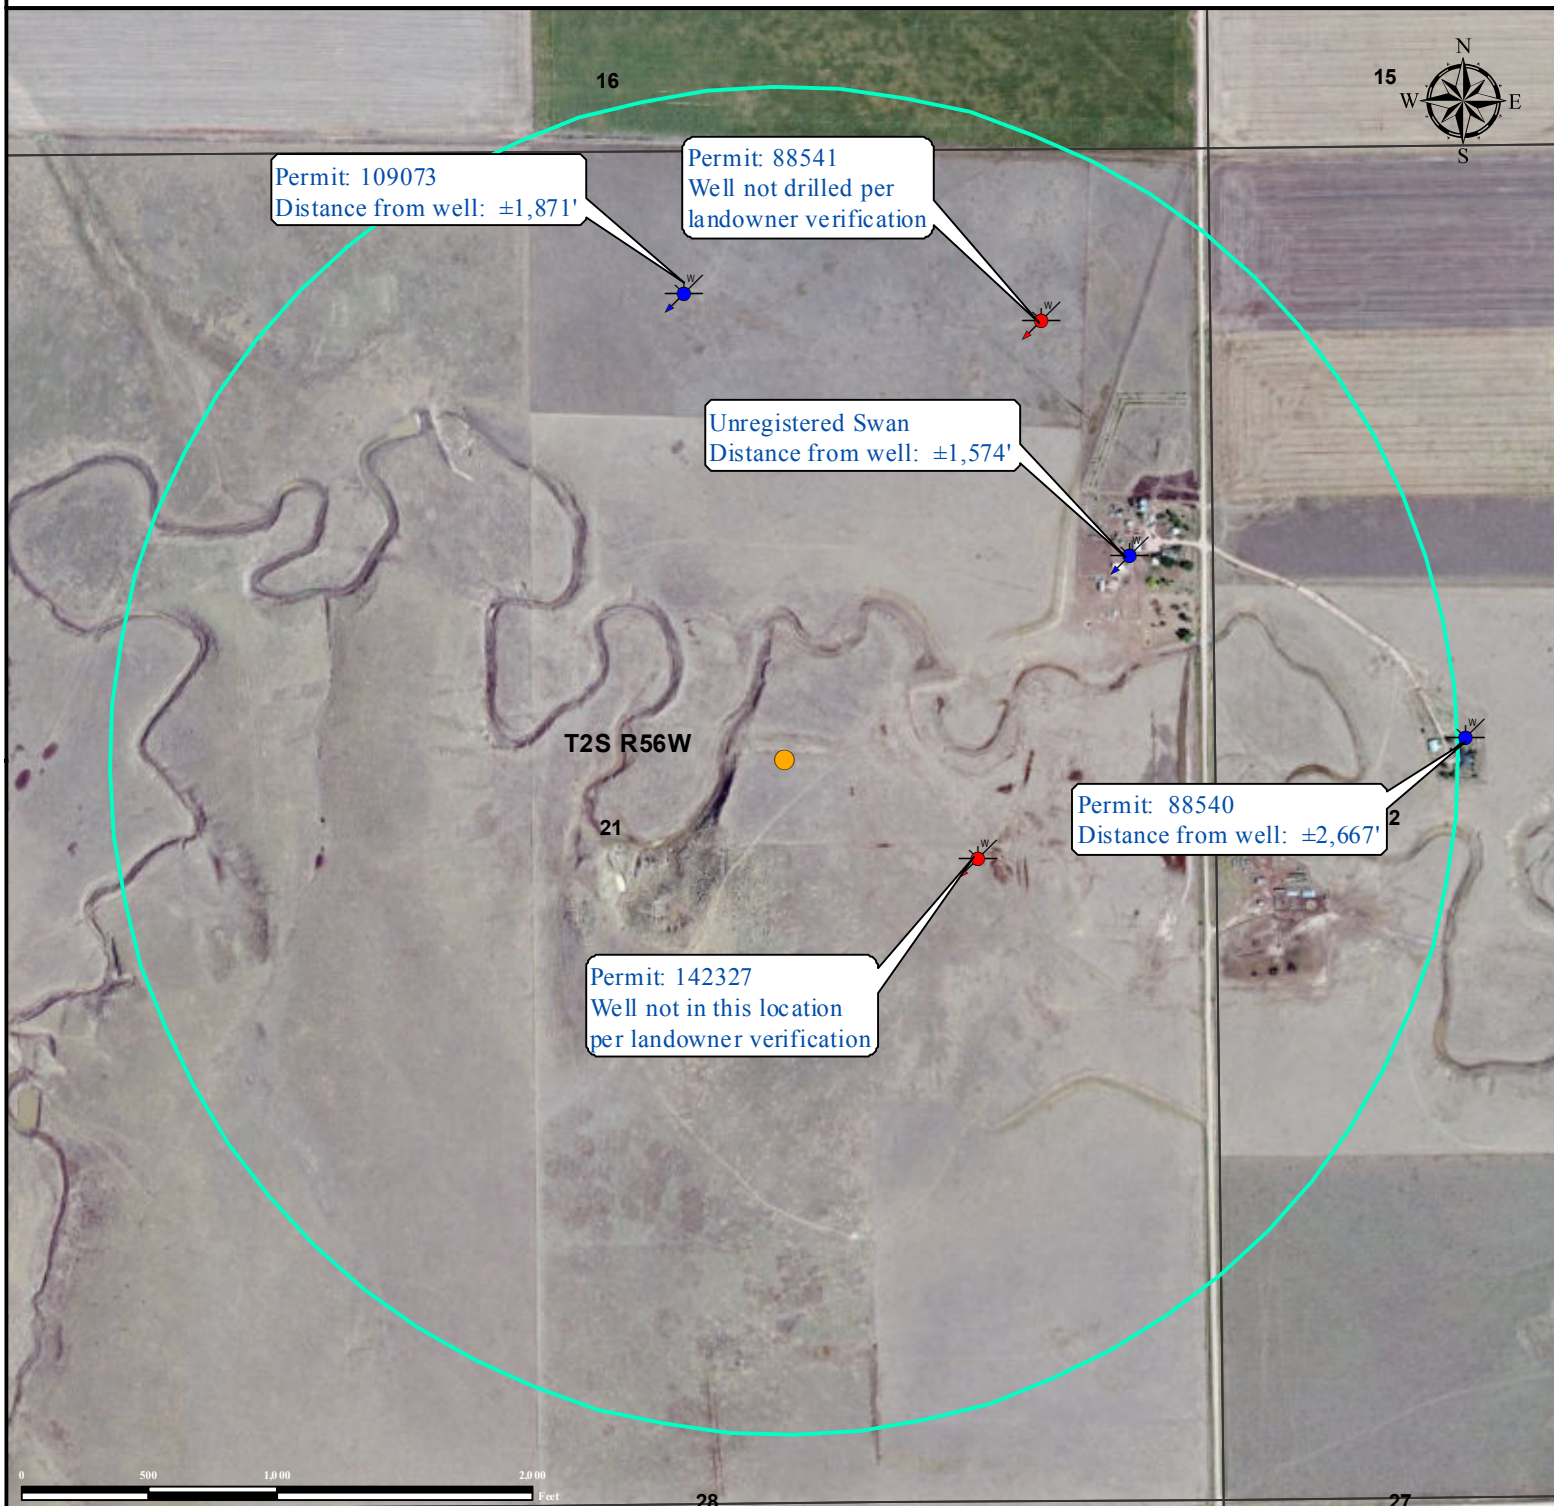 16
15
N
W E
S
Permit: 109073
Distance from well: ±1,871'
Permit: 88541
Well not drilled per
landowner verification
W
W
Unregistered Swan
Distance from well: ±1,574'
W
W
T2S R56W
21
Permit: 88540
Distance from well: ±2,667'
2
W
Permit: 142327
Well not in this location
per landowner verification
0 500 1,000 2,000
Feet
28
27